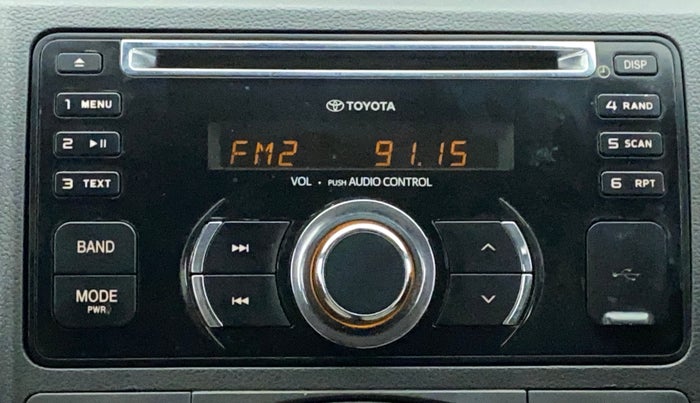 DISP
1 MENU
TOYOTA
4 RAND
2
FM2 91.15
5 SCAN
3 TEXT
VOL • PUSH AUDIO CONTROL
6 RPT
BAND
MODE
PWR